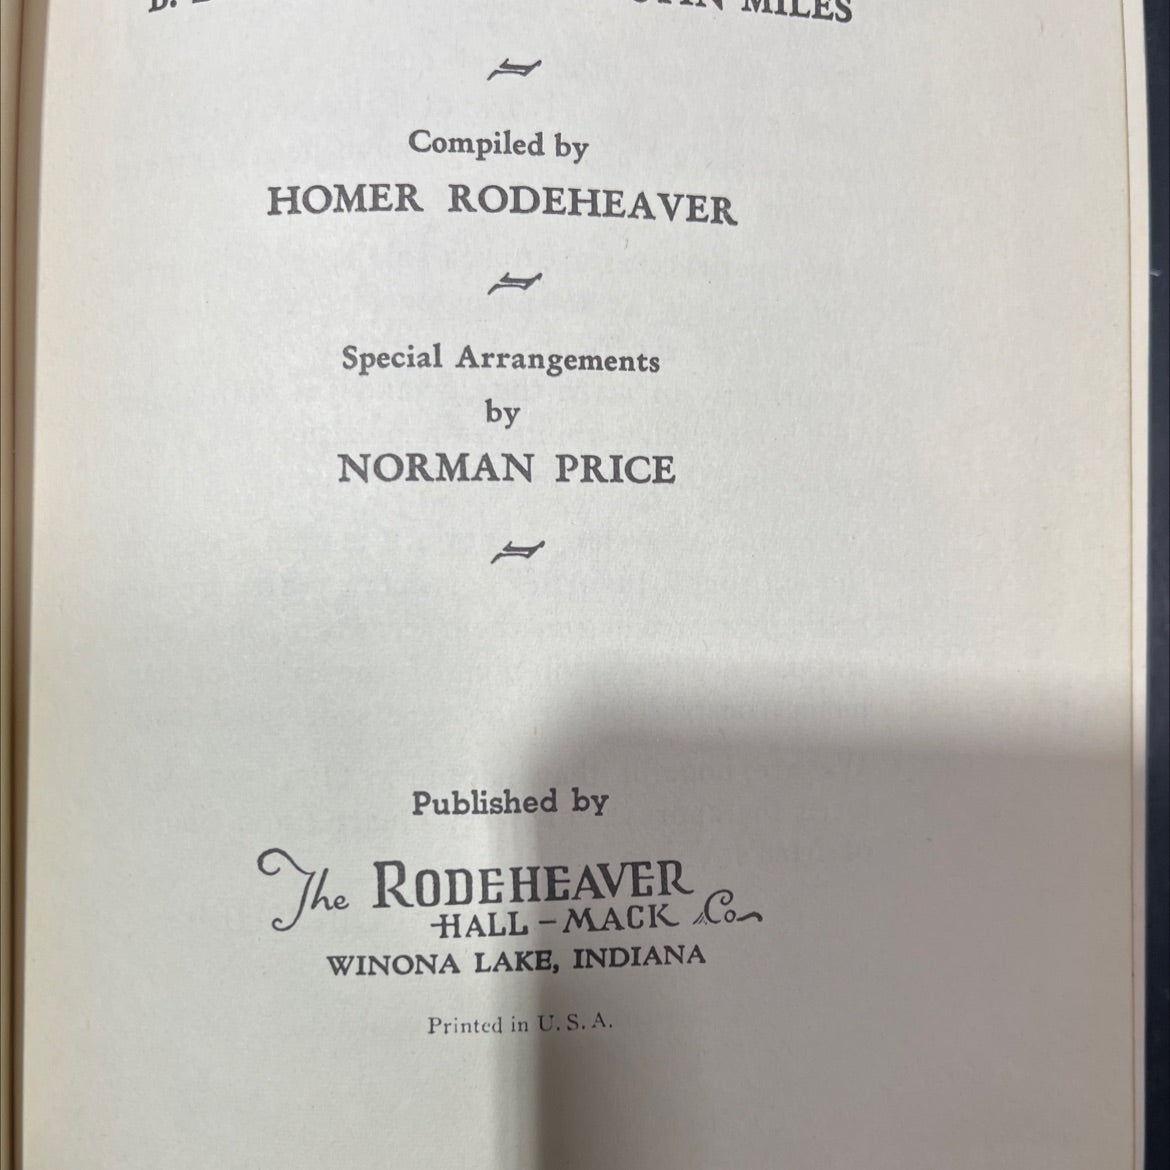 MILES
Compiled by
HOMER RODEHEAVER
Special Arrangements
by
NORMAN PRICE
Published by
The RODEHEAVER
HALL-MACK Co
WINONA LAKE, INDIANA
Printed in U. S. A.